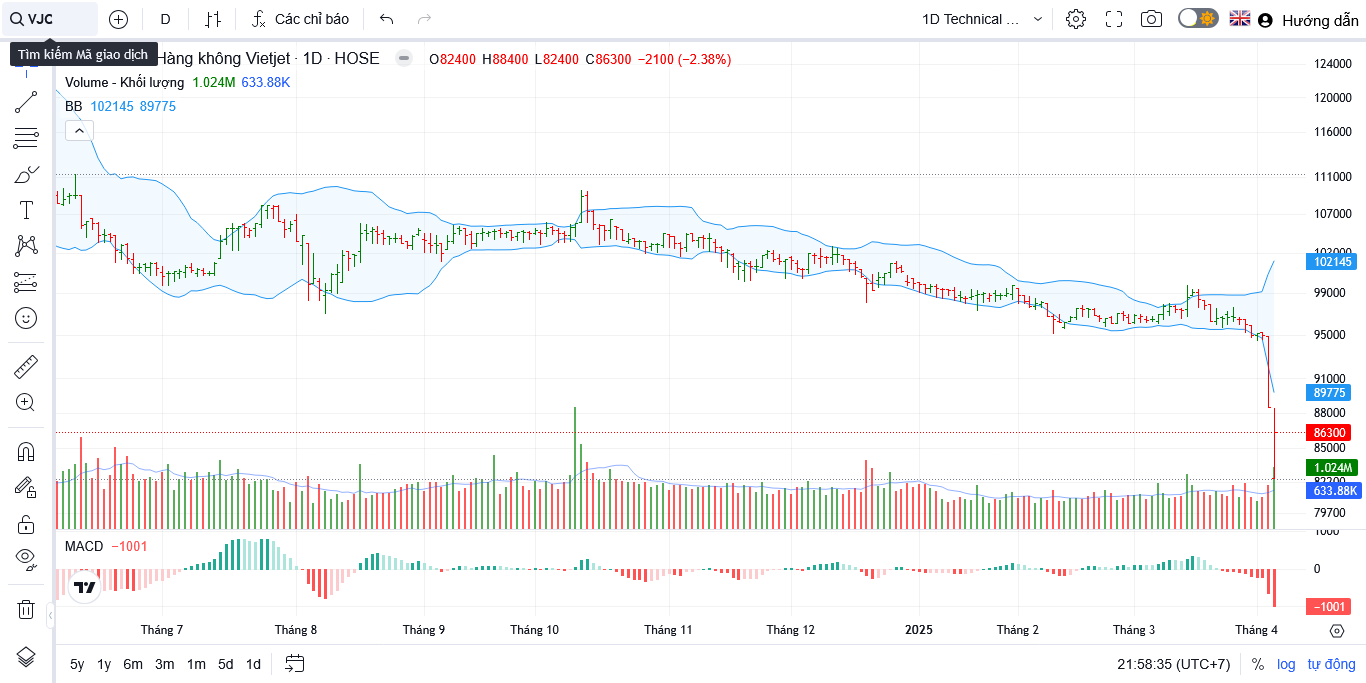 VJC
D
Các chỉ báo
1D Technical ...
Hướng dẫn
Tìm kiếm Mã giao dịch
Hàng không Vietjet · 1D · HOSE
O82400 H88400 L82400 C86300 −2100 (−2.38%)
Volume - Khối lượng 1.024M 633.88K
BB 102145 89775
124000
120000
116000
111000
107000
102000
102145
99000
95000
91000
89775
88000
86300
85000
1.024M
633.88K
79700
1000
MACD −1001
0
−1001
Tháng 7
Tháng 8
Tháng 9
Tháng 10
Tháng 11
Tháng 12
2025
Tháng 2
Tháng 3
Tháng 4
5y 1y 6m 3m 1m 5d 1d
21:58:35 (UTC+7)
% log tự động